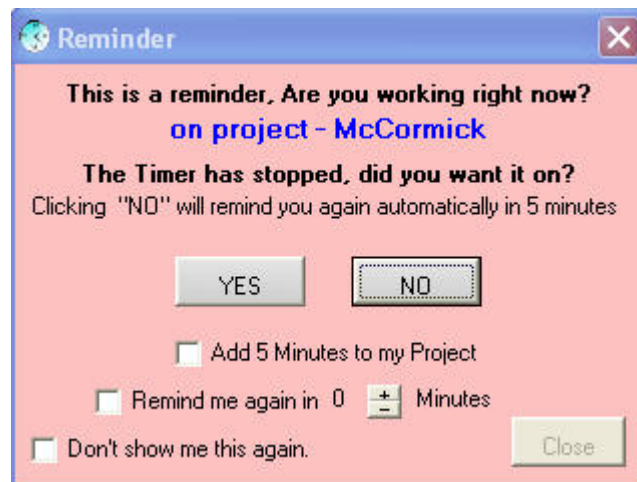 Reminder
This is a reminder, Are you working right now?
on project - McCormick
The Timer has stopped, did you want it on?
Clicking "NO" will remind you again automatically in 5 minutes
YES NO
Add 5 Minutes to my Project
Remind me again in 0 + - Minutes
Don't show me this again.
Close